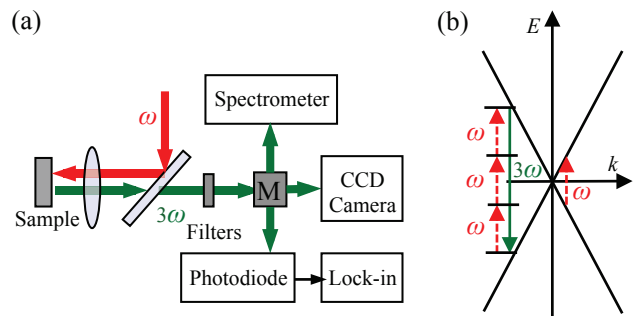 (a)
ω
Spectrometer
Sample
3ω
Filters
M
CCD
Camera
Photodiode
Lock-in
(b)
E
k
ω
ω
ω
3ω
ω